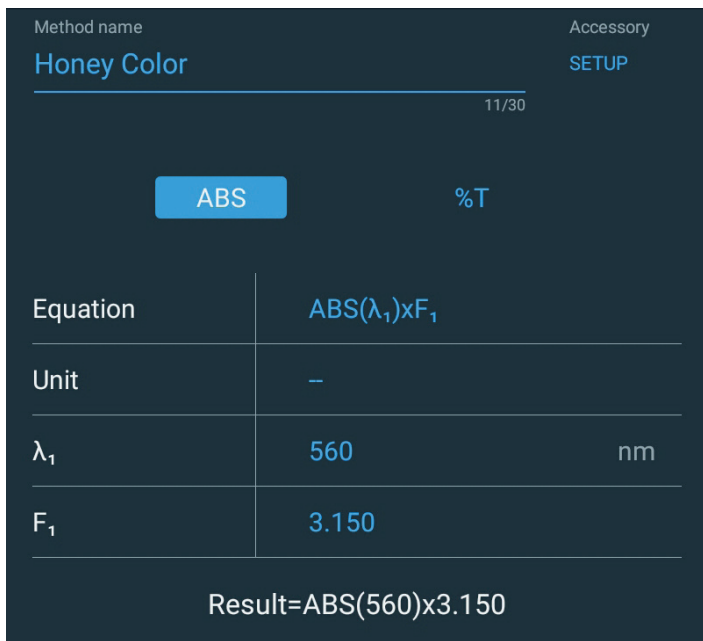 Method name
Accessory
Honey Color
SETUP
11/30
ABS
%T
Equation ABS(λ₁)xF₁
Unit --
λ₁ 560 nm
F₁ 3.150
Result=ABS(560)x3.150